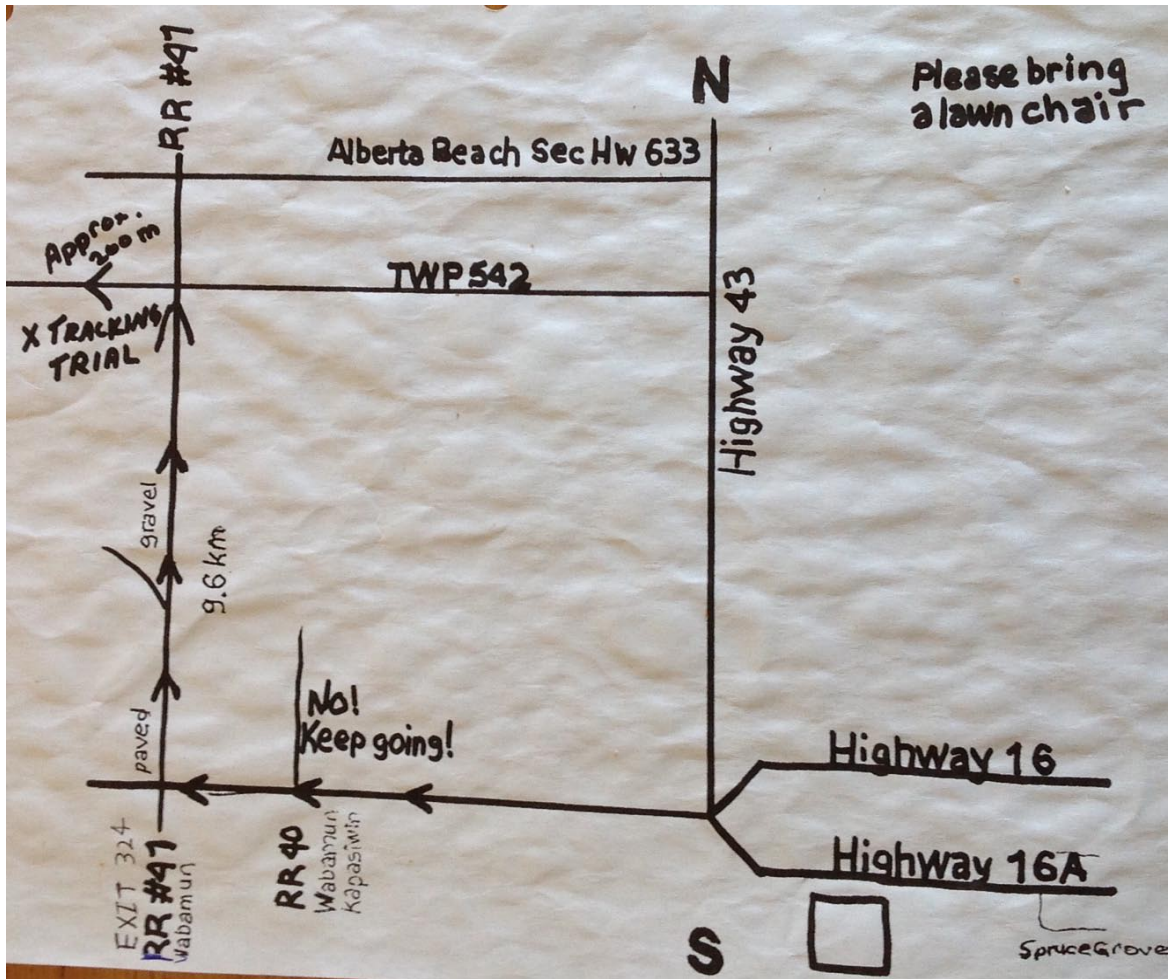 RR #41
N
Please bring
a lawn chair
Alberta Beach Sec Hw 633
Approx.
200 m
TWP 542
X TRACKING
TRIAL
Highway 43
gravel
9.6 km
No!
Keep going!
paved
Highway 16
EXIT 324
RR #41
Wabamun
RR 40
Wabamun
Kapasiwin
Highway 16A
S
Spruce Grove